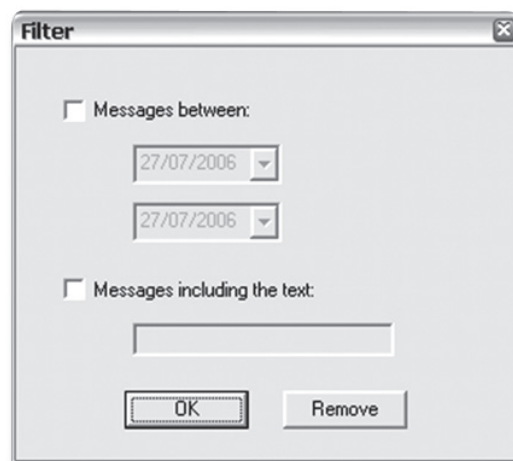 Filter
Messages between:
27/07/2006
27/07/2006
Messages including the text:
OK
Remove